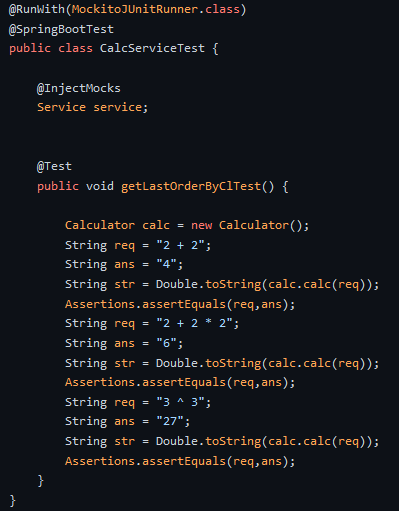 @RunWith(MockitoJUnitRunner.class)
@SpringBootTest
public class CalcServiceTest {
@InjectMocks
Service service;
@Test
public void getLastOrderByClTest() {
Calculator calc = new Calculator();
String req = "2 + 2";
String ans = "4";
String str = Double.toString(calc.calc(req));
Assertions.assertEquals(req,ans);
String req = "2 + 2 * 2";
String ans = "6";
String str = Double.toString(calc.calc(req));
Assertions.assertEquals(req,ans);
String req = "3 ^ 3";
String ans = "27";
String str = Double.toString(calc.calc(req));
Assertions.assertEquals(req,ans);
}
}